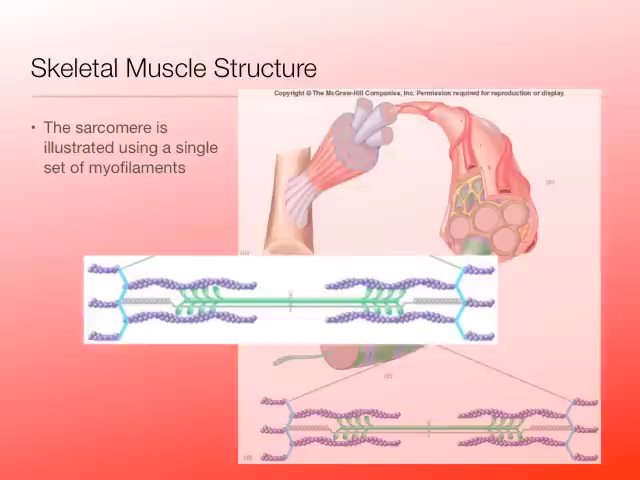 Skeletal Muscle Structure
Copyright © The McGraw-Hill Companies, Inc. Permission required for reproduction or display.
• The sarcomere is
illustrated using a single
set of myofilaments
(b)
(c)
(d)